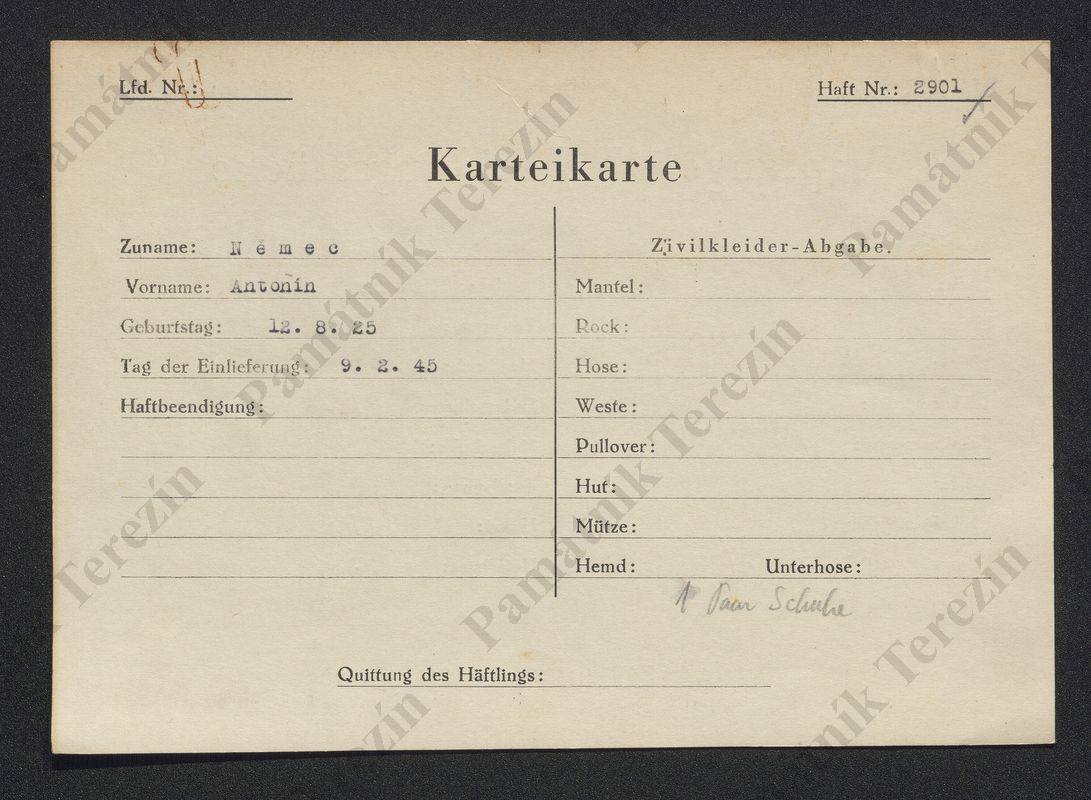 Lfd. Nr.:
Haft Nr.: 2901
Karteikarte
Zuname: Němec
Vorname: Antoňin
Geburtstag: 12. 8. 25
Tag der Einlieferung: 9. 2. 45
Haftbeendigung:
Zivilkleider-Abgabe.
Mantel:
Rock:
Hose:
Weste:
Pullover:
Hut:
Mütze:
Hemd: Unterhose:
1 Paar Schuhe
Quittung des Häftlings:
Památník Terezín